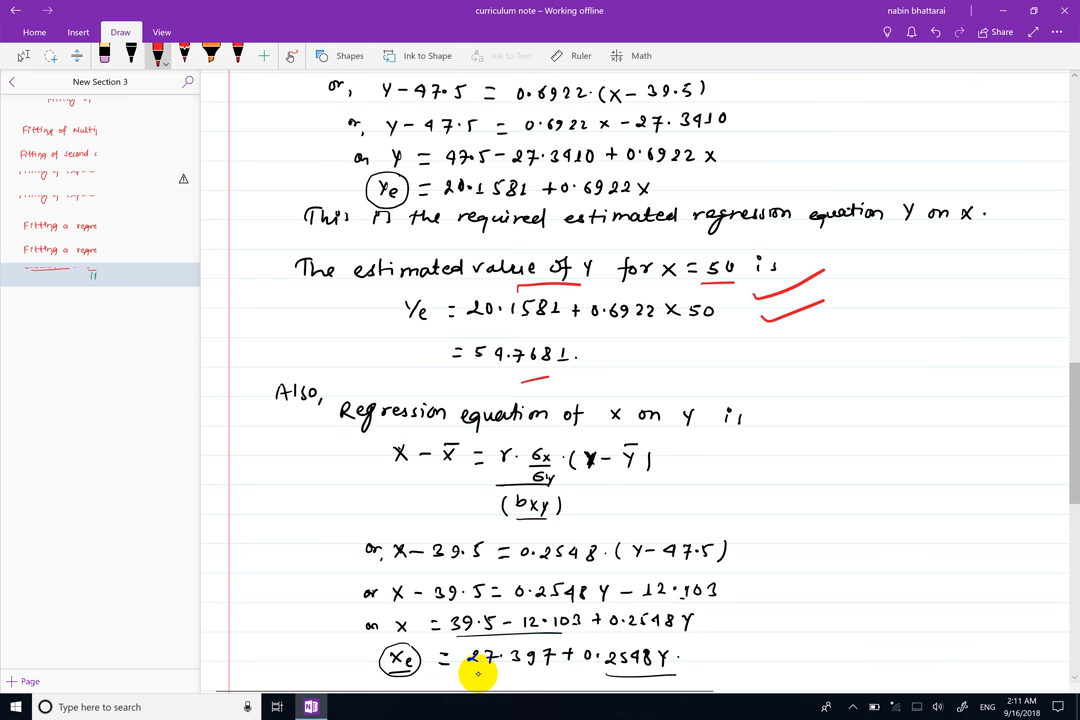 curriculum note – Working offline
nabin bhattarai
Home Insert Draw View
Share
Shapes Ink to Shape Ink to Text Ruler Math
New Section 3
Fitting of Multip
Fitting of second o
Fitting a regre
Fitting a regre
or, Y-47.5 = 0.6922.(X-39.5)
or, Y-47.5 = 0.6922 X -27.3410
or Y = 47.5-27.3410+0.6922 X
Ye = 20.1581 +0.6922X
This is the required estimated regression equation Y on X.
The estimated value of Y for X = 50 is
Ye = 20.1581 + 0.6922 X 50
= 54.7681.
Also,
Regression equation of X on Y is
X - X̄ = r. σx/σy .(Y- Ȳ)
(bxy)
or, X-39.5 = 0.2548.(Y-47.5)
or X - 39.5 = 0.2548Y - 12.103
or X = 39.5-12.103+0.2548Y
Xe = 27.397+0.2548Y.
+ Page
Type here to search
ENG
2:11 AM
9/16/2018